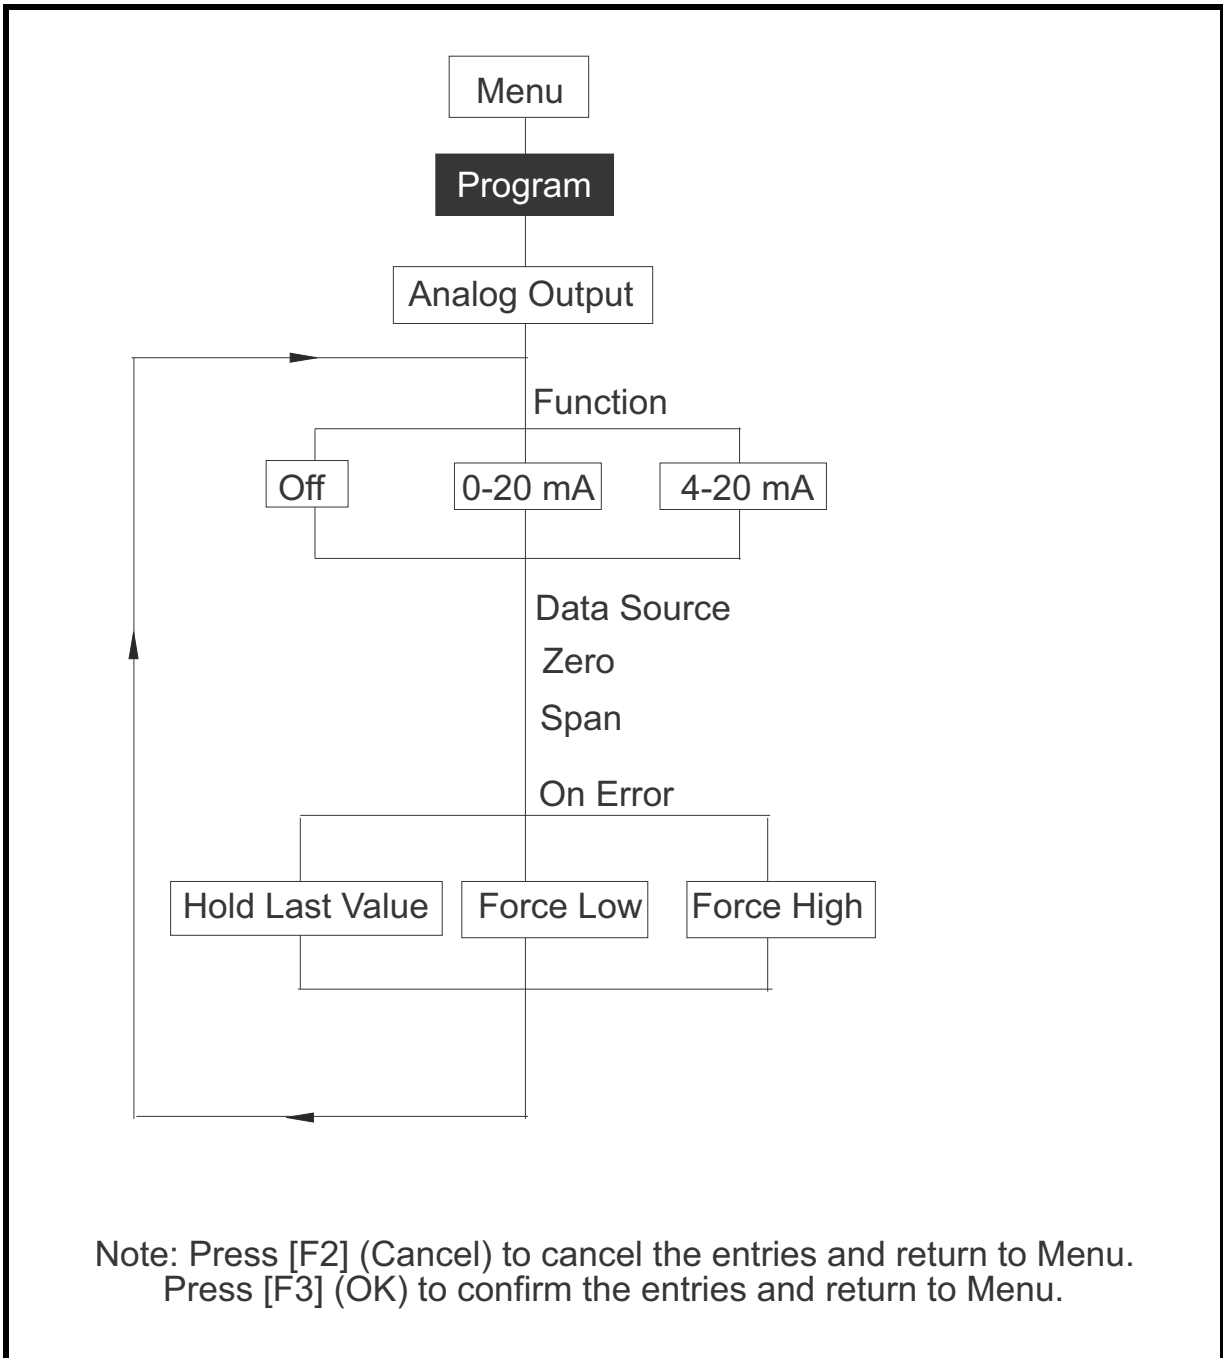 Menu
Program
Analog Output
Function
Off 0-20 mA 4-20 mA
Data Source
Zero
Span
On Error
Hold Last Value Force Low Force High
Note: Press [F2] (Cancel) to cancel the entries and return to Menu.
Press [F3] (OK) to confirm the entries and return to Menu.